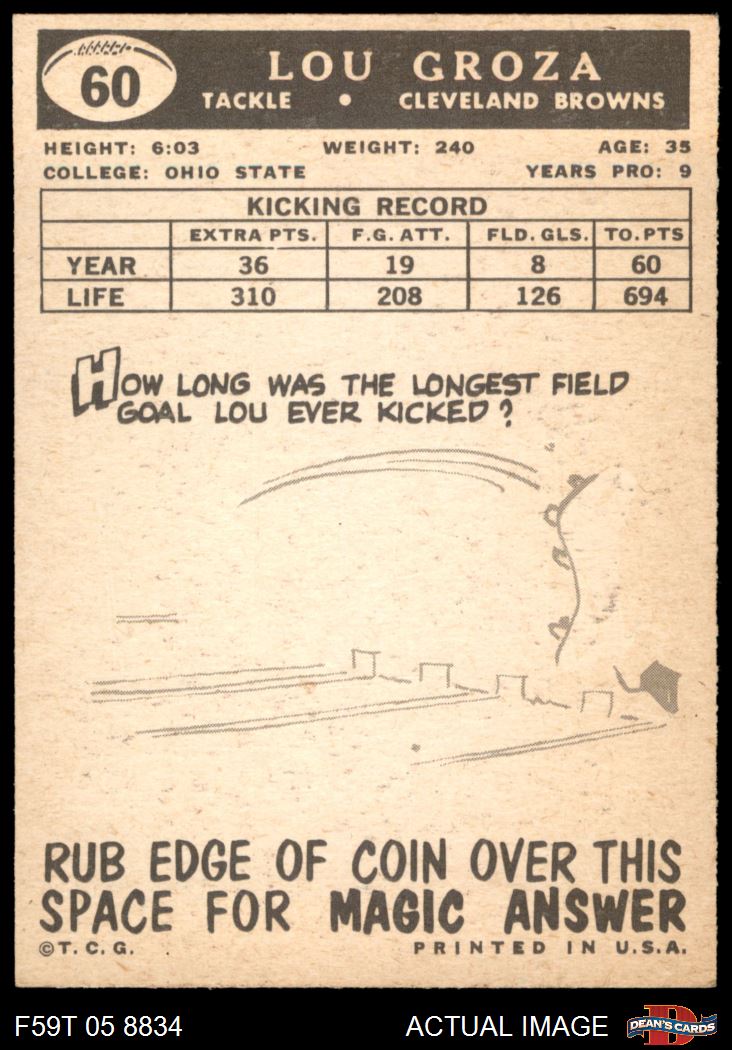 60
LOU GROZA
TACKLE • CLEVELAND BROWNS
HEIGHT: 6:03 WEIGHT: 240 AGE: 35
COLLEGE: OHIO STATE YEARS PRO: 9
KICKING RECORD
EXTRA PTS. F.G. ATT. FLD. GLS. TO.PTS
YEAR 36 19 8 60
LIFE 310 208 126 694
HOW LONG WAS THE LONGEST FIELD
GOAL LOU EVER KICKED?
RUB EDGE OF COIN OVER THIS
SPACE FOR MAGIC ANSWER
©T.C.G. PRINTED IN U.S.A.
F59T 05 8834 ACTUAL IMAGE D DEAN'S CARDS